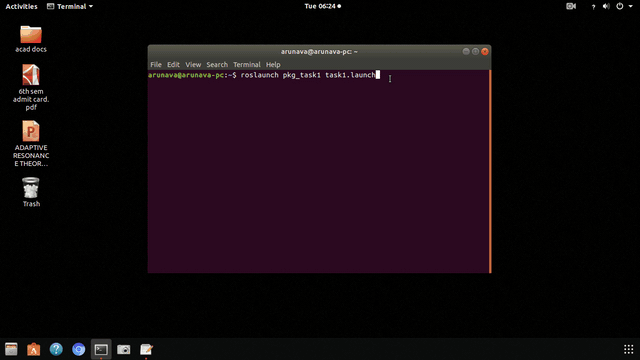 Activities
Terminal
Tue 06:24
arunava@arunava-pc: ~
File Edit View Search Terminal Help
arunava@arunava-pc:~$ roslaunch pkg_task1 task1.launch
acad docs
6th sem
admit card.
pdf
ADAPTIVE
RESONANCE
THEOR…
Trash